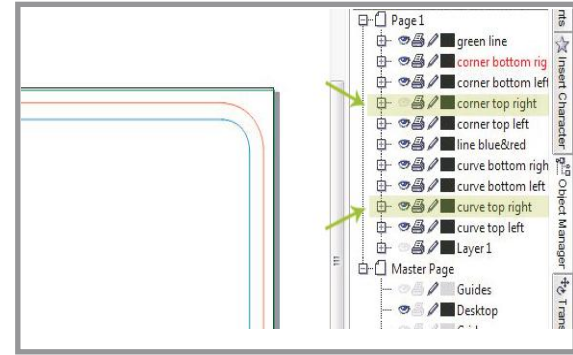 Page 1
green line
corner bottom rig
corner bottom left
corner top right
corner top left
line blue&red
curve bottom righ
curve bottom left
curve top right
curve top left
Layer 1
Master Page
Guides
Desktop
nts
Insert Character
Object Manager
Trans